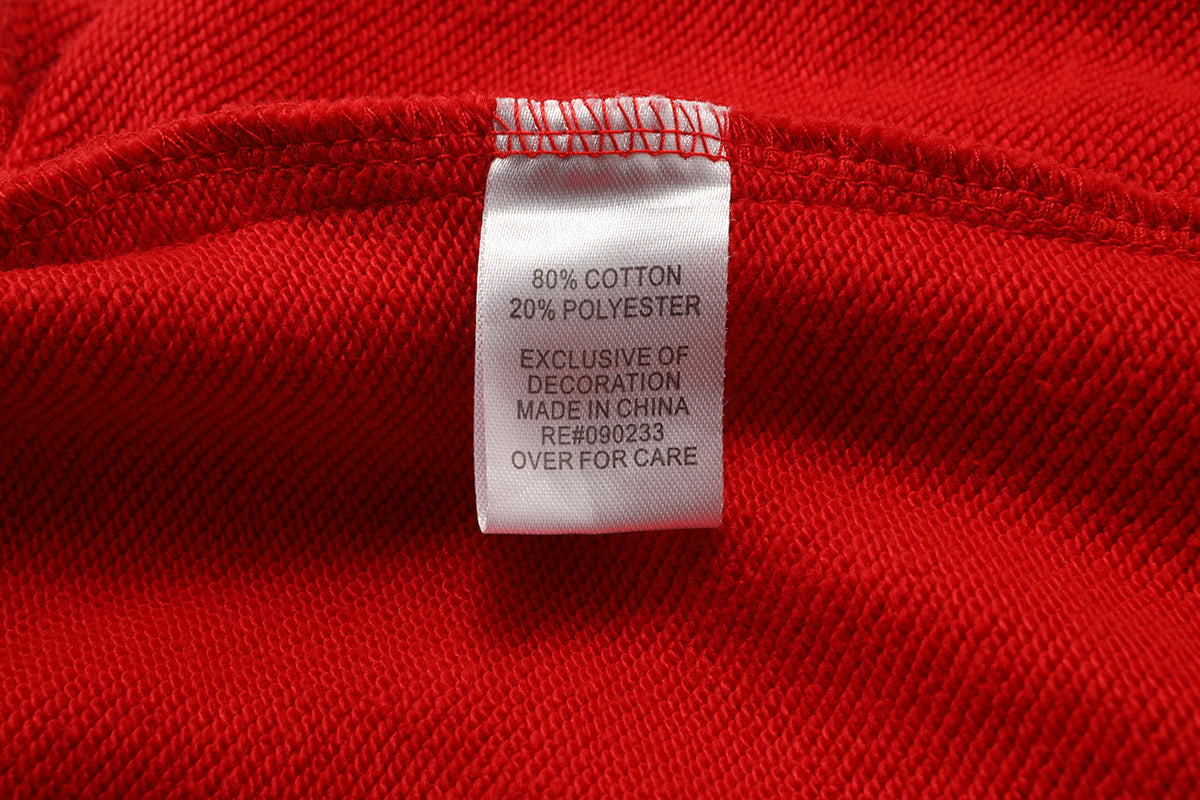 80% COTTON
20% POLYESTER
EXCLUSIVE OF
DECORATION
MADE IN CHINA
RE#090233
OVER FOR CARE